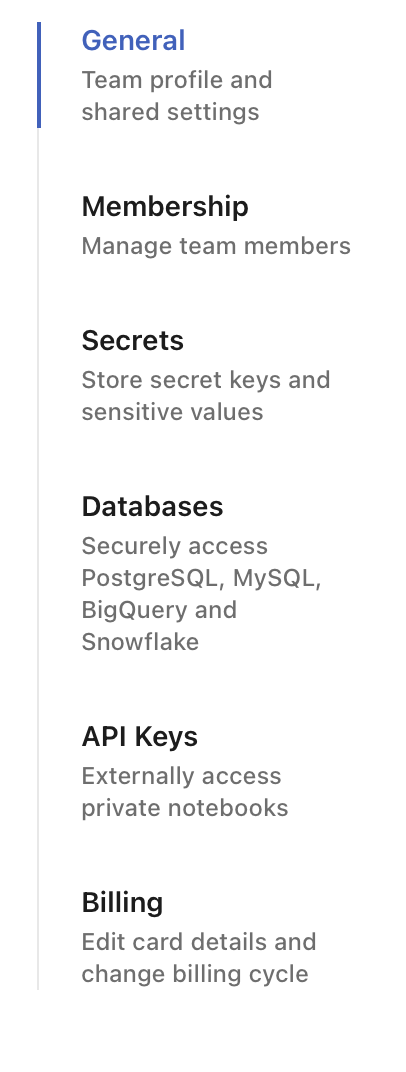 General
Team profile and
shared settings
Membership
Manage team members
Secrets
Store secret keys and
sensitive values
Databases
Securely access
PostgreSQL, MySQL,
BigQuery and
Snowflake
API Keys
Externally access
private notebooks
Billing
Edit card details and
change billing cycle